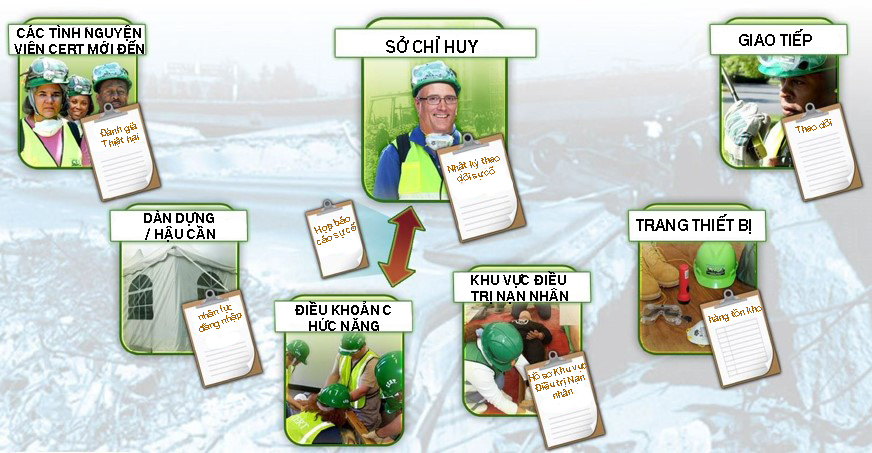 CÁC TÌNH NGUYỆN
VIÊN CERT MỚI ĐẾN
Đánh giá
Thiệt hại
SỞ CHỈ HUY
Nhật ký theo
dõi sự cố
GIAO TIẾP
Theo dõi
DÀN DỰNG
/ HẬU CẦN
nhân lực
đăng nhập
Họp báo
cáo sự cố
ĐIỀU KHOẢN C
HỨC NĂNG
KHU VỰC ĐIỀU
TRỊ NẠN NHÂN
Hồ sơ Khu vực
Điều trị Nạn
nhân
TRANG THIẾT BỊ
hàng tồn kho